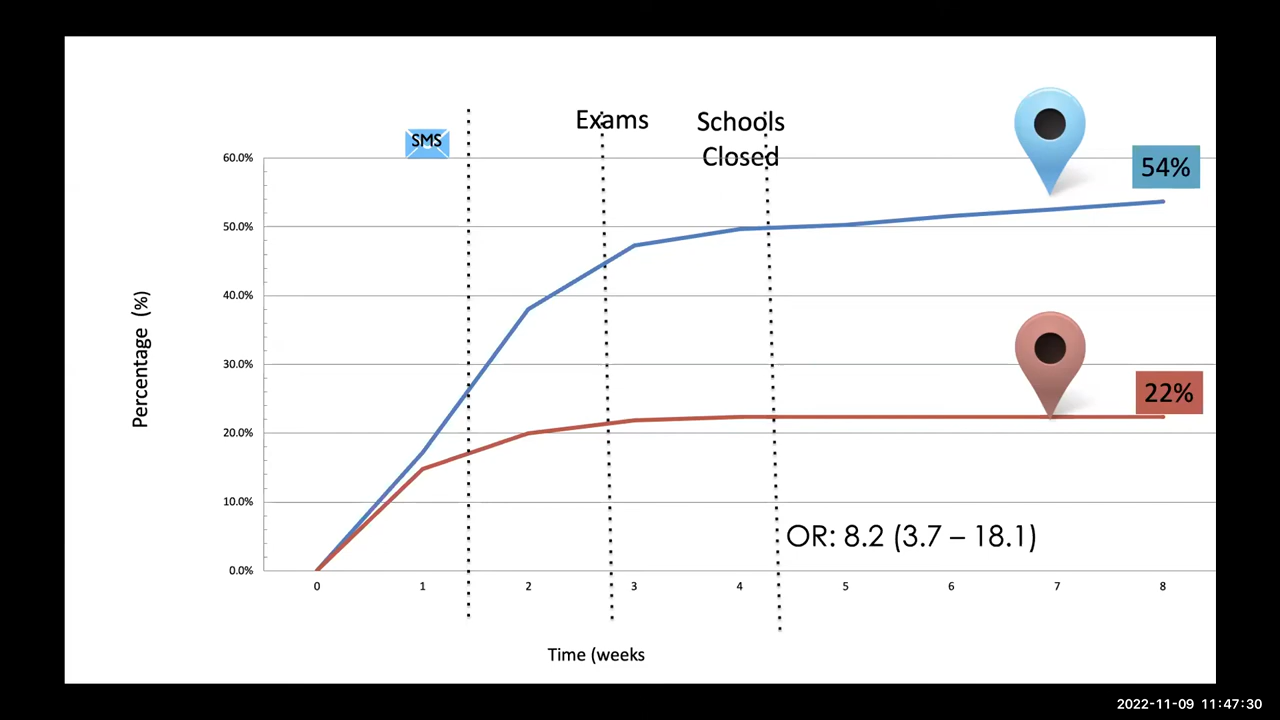 Exams
Schools
Closed
SMS
60.0%
54%
50.0%
40.0%
Percentage (%)
30.0%
22%
20.0%
10.0%
OR: 8.2 (3.7 – 18.1)
0.0%
0 1 2 3 4 5 6 7 8
Time (weeks
2022-11-09 11:47:30